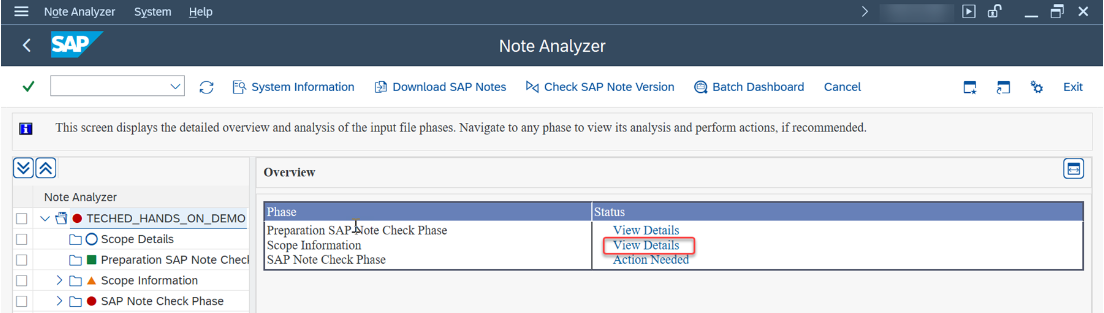 Note Analyzer System Help
SAP
Note Analyzer
System Information Download SAP Notes Check SAP Note Version Batch Dashboard Cancel Exit
This screen displays the detailed overview and analysis of the input file phases. Navigate to any phase to view its analysis and perform actions, if recommended.
Note Analyzer
TECHED_HANDS_ON_DEMO
Scope Details
Preparation SAP Note Check
Scope Information
SAP Note Check Phase
Overview
Phase Status
Preparation SAP Note Check Phase View Details
Scope Information View Details
SAP Note Check Phase Action Needed